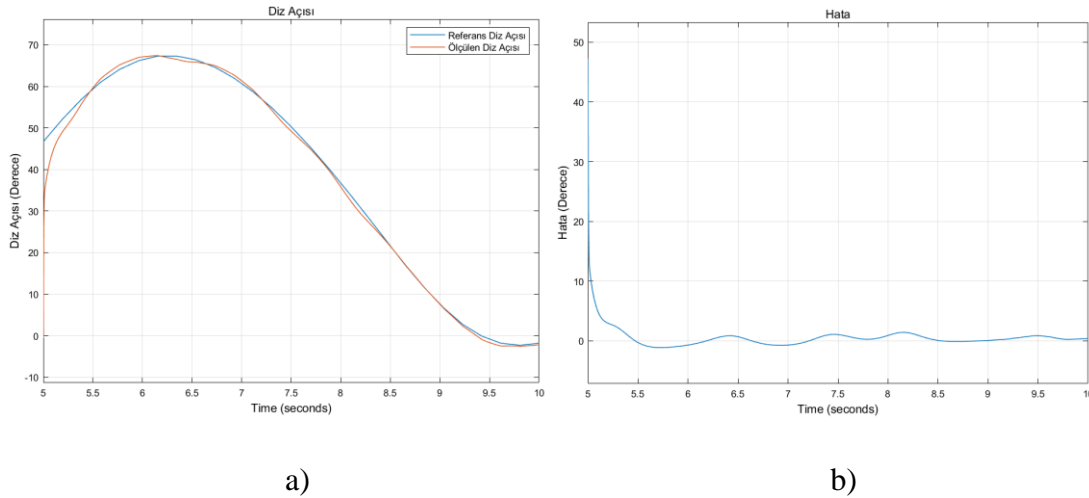 Diz Açısı
Referans Diz Açısı
Ölçülen Diz Açısı
Diz Açısı (Derece)
70
60
50
40
30
20
10
0
-10
5 5.5 6 6.5 7 7.5 8 8.5 9 9.5 10
Time (seconds)
a)
Hata
Hata (Derece)
50
40
30
20
10
0
5 5.5 6 6.5 7 7.5 8 8.5 9 9.5 10
Time (seconds)
b)